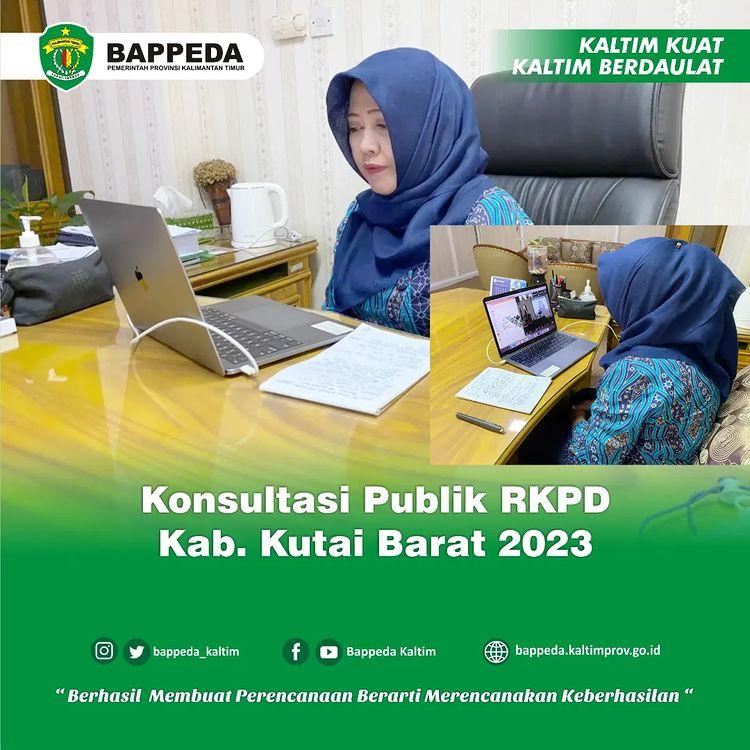 BAPPEDA
PEMERINTAH PROVINSI KALIMANTAN TIMUR
KALTIM KUAT
KALTIM BERDAULAT
Konsultasi Publik RKPD
Kab. Kutai Barat 2023
bappeda_kaltim
Bappeda Kaltim
bappeda.kaltimprov.go.id
“ Berhasil Membuat Perencanaan Berarti Merencanakan Keberhasilan “